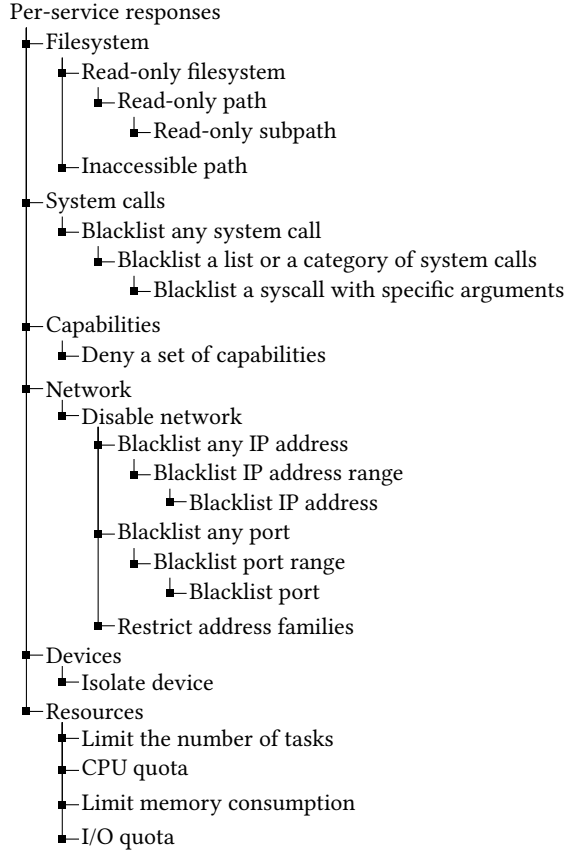 Per-service responses
Filesystem
Read-only filesystem
Read-only path
Read-only subpath
Inaccessible path
System calls
Blacklist any system call
Blacklist a list or a category of system calls
Blacklist a syscall with specific arguments
Capabilities
Deny a set of capabilities
Network
Disable network
Blacklist any IP address
Blacklist IP address range
Blacklist IP address
Blacklist any port
Blacklist port range
Blacklist port
Restrict address families
Devices
Isolate device
Resources
Limit the number of tasks
CPU quota
Limit memory consumption
I/O quota